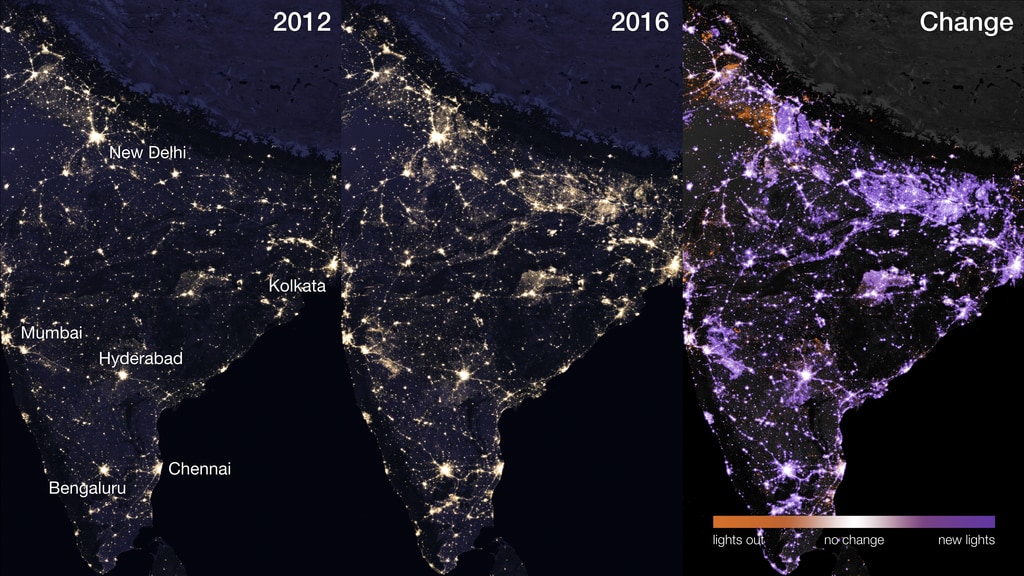 2012
2016
Change
New Delhi
Kolkata
Mumbai
Hyderabad
Chennai
Bengaluru
lights out
no change
new lights